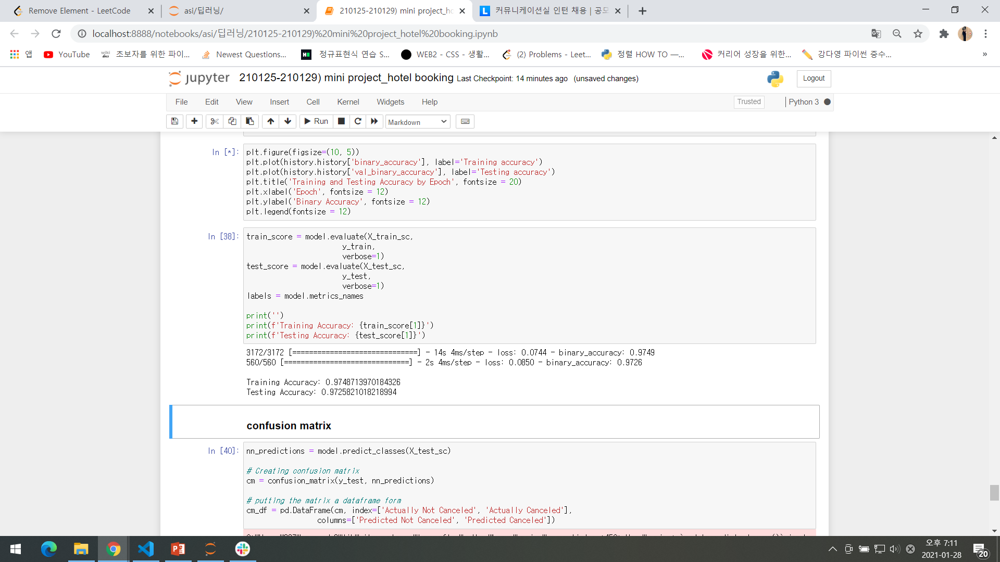 Remove Element - LeetCode
asi/딥러닝/
210125-210129) mini project_hc
커뮤니케이션실 인턴 채용 | 공모
localhost:8888/notebooks/asi/딥러닝/210125-210129)%20mini%20project_hotel%20booking.ipynb
앱
YouTube
wiki docs
초보자를 위한 파이...
Newest Questions...
정규표현식 연습 S...
WEB2 - CSS - 생활...
(2) Problems - Leet...
정렬 HOW TO —...
커리어 성장을 위한...
강다영 파이썬 중수...
»
jupyter 210125-210129) mini project_hotel booking Last Checkpoint: 14 minutes ago (unsaved changes)
Logout
File Edit View Insert Cell Kernel Widgets Help
Trusted
Python 3
Run
Markdown
In [*]:
plt.figure(figsize=(10, 5))
plt.plot(history.history['binary_accuracy'], label='Training accuracy')
plt.plot(history.history['val_binary_accuracy'], label='Testing accuracy')
plt.title('Training and Testing Accuracy by Epoch', fontsize = 20)
plt.xlabel('Epoch', fontsize = 12)
plt.ylabel('Binary Accuracy', fontsize = 12)
plt.legend(fontsize = 12)
In [38]:
train_score = model.evaluate(X_train_sc,
y_train,
verbose=1)
test_score = model.evaluate(X_test_sc,
y_test,
verbose=1)
labels = model.metrics_names
print('')
print(f'Training Accuracy: {train_score[1]}')
print(f'Testing Accuracy: {test_score[1]}')
3172/3172 [==============================] - 14s 4ms/step - loss: 0.0744 - binary_accuracy: 0.9749
560/560 [==============================] - 2s 4ms/step - loss: 0.0850 - binary_accuracy: 0.9726
Training Accuracy: 0.9748713970184326
Testing Accuracy: 0.9725821018218994
confusion matrix
In [40]:
nn_predictions = model.predict_classes(X_test_sc)
# Creating confusion matrix
cm = confusion_matrix(y_test, nn_predictions)
# putting the matrix a dataframe form
cm_df = pd.DataFrame(cm, index=['Actually Not Canceled', 'Actually Canceled'],
columns=['Predicted Not Canceled', 'Predicted Canceled'])
오후 7:11
2021-01-28
20